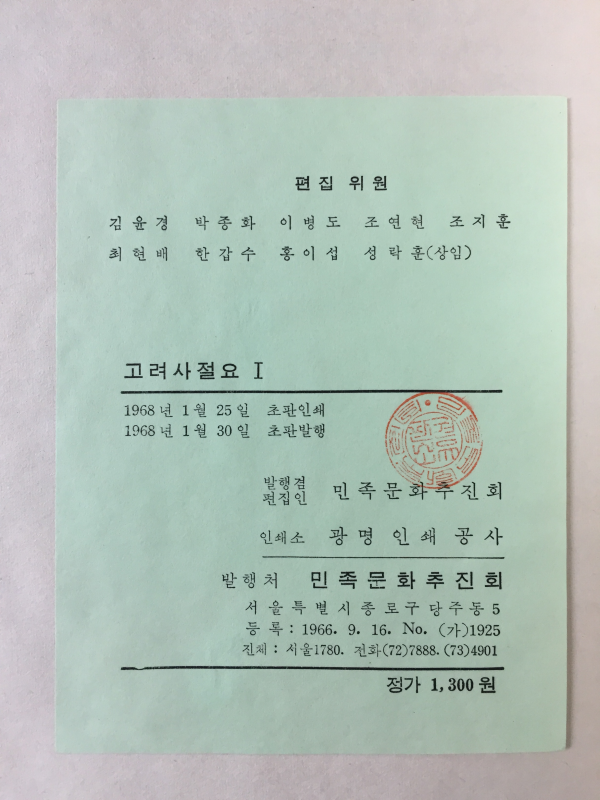 편집 위원
김윤경 박종화 이병도 조연현 조지훈
최현배 한갑수 홍이섭 성락훈(상임)
고려사절요 Ⅰ
1968년 1월 25일 초판인쇄
1968년 1월 30일 초판발행
발행겸
편집인 민족문화추진회
인쇄소 광명인쇄공사
발행처 민족문화추진회
서울특별시종로구당주동 5
등록: 1966. 9. 16. No. (가)1925
진체: 서울1780. 전화(72)7888. (73)4901
정가 1,300원